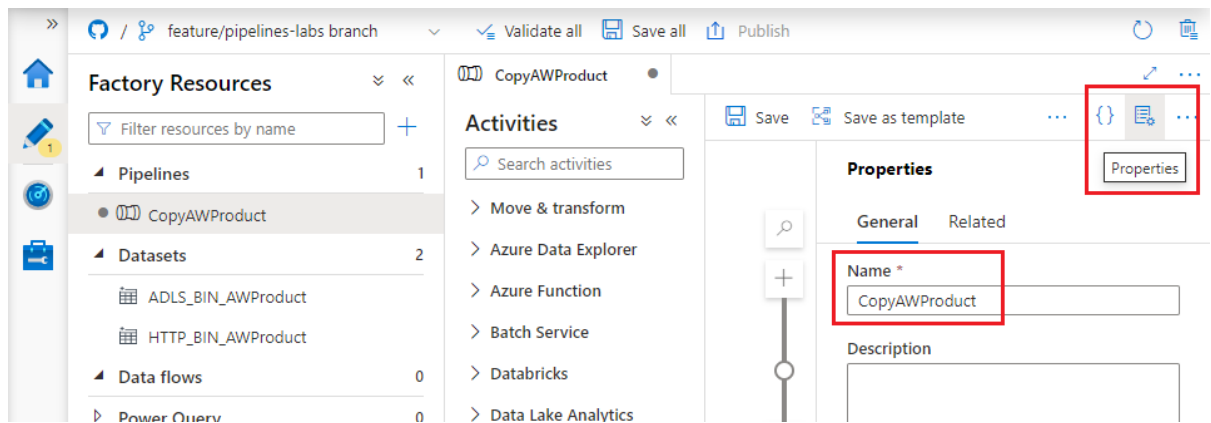 »
/ feature/pipelines-labs branch
Validate all
Save all
Publish
1
Factory Resources
Filter resources by name
Pipelines 1
CopyAWProduct
Datasets 2
ADLS_BIN_AWProduct
HTTP_BIN_AWProduct
Data flows 0
Power Query 0
CopyAWProduct
Activities
Search activities
Move & transform
Azure Data Explorer
Azure Function
Batch Service
Databricks
Data Lake Analytics
Save
Save as template
{}
Properties
Properties
General Related
Name *
CopyAWProduct
Description